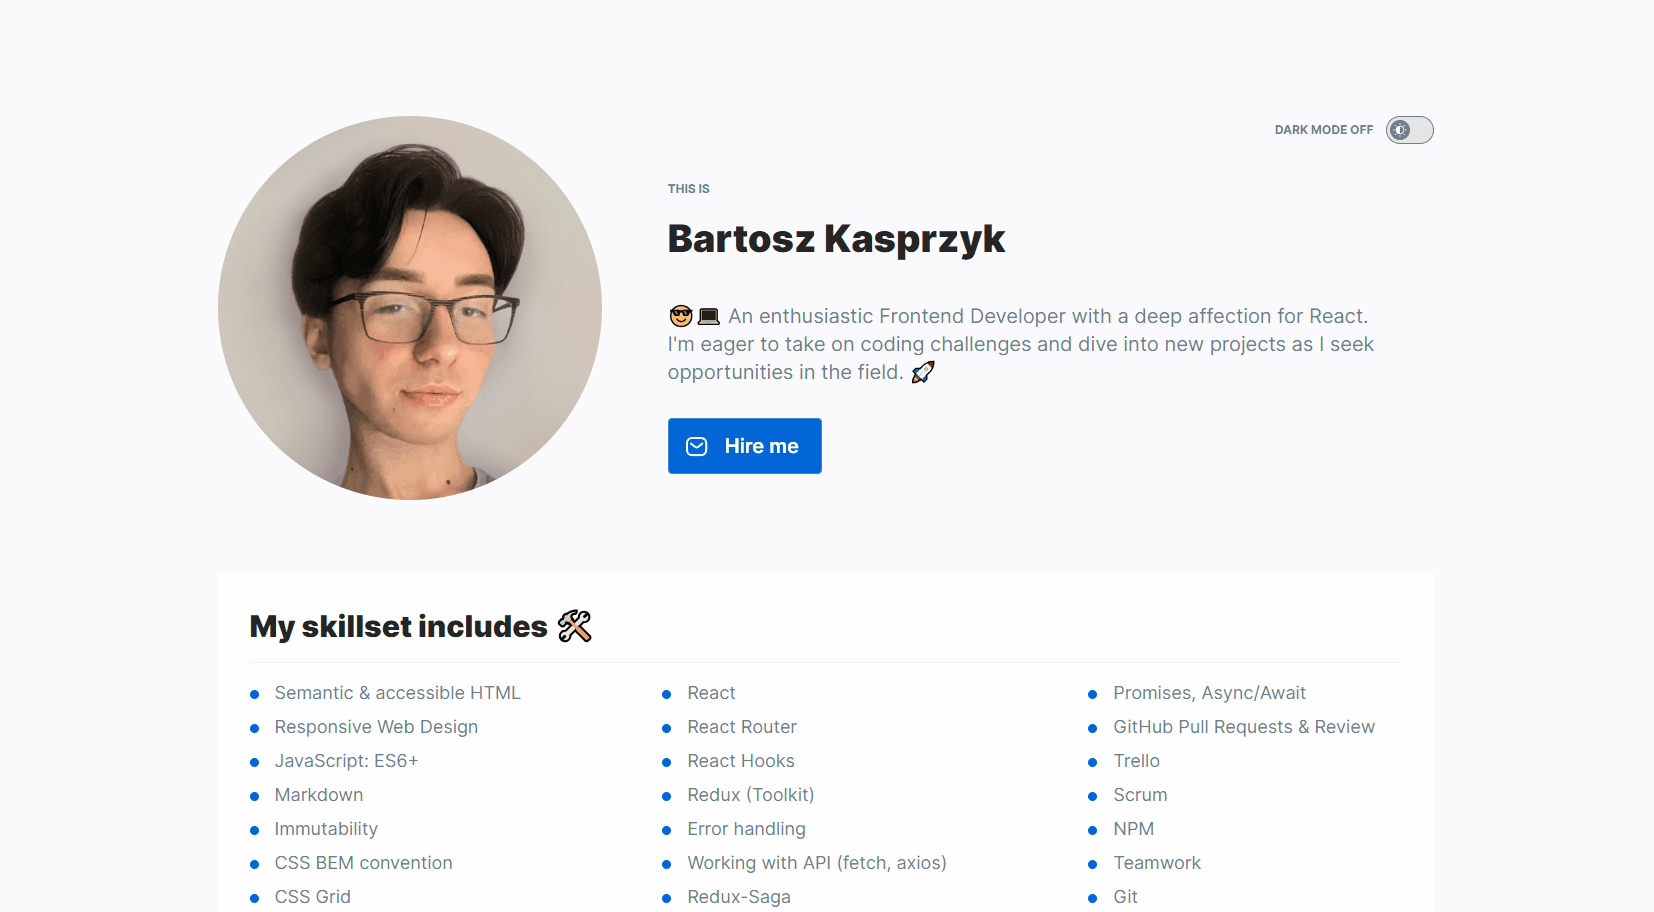 DARK MODE OFF
THIS IS
Bartosz Kasprzyk
😎💻 An enthusiastic Frontend Developer with a deep affection for React.
I'm eager to take on coding challenges and dive into new projects as I seek
opportunities in the field. 🚀
Hire me
My skillset includes 🛠
Semantic & accessible HTML
Responsive Web Design
JavaScript: ES6+
Markdown
Immutability
CSS BEM convention
CSS Grid
React
React Router
React Hooks
Redux (Toolkit)
Error handling
Working with API (fetch, axios)
Redux-Saga
Promises, Async/Await
GitHub Pull Requests & Review
Trello
Scrum
NPM
Teamwork
Git